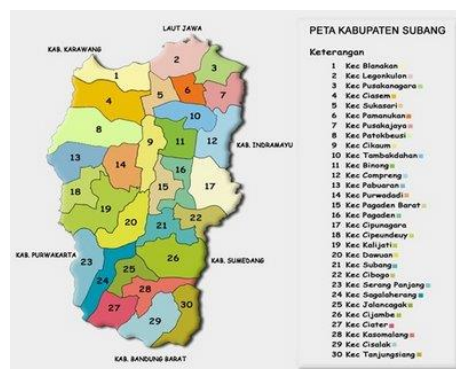 LAUT JAWA
PETA KABUPATEN SUBANG
KAB. KARAWANG
Keterangan
1 Kec Blanakan
2 Kec Legonkulon
3 Kec Pusakanagara
4 Kec Ciasem
5 Kec Sukasari
6 Kec Pamanukan
7 Kec Pusakajaya
8 Kec Patokbeusi
9 Kec Cikaum
10 Kec Tambakdahan
11 Kec Binong
12 Kec Compreng
13 Kec Pabuaran
14 Kec Purwadadi
15 Kec Pagaden Barat
16 Kec Pagaden
17 Kec Cipunagara
18 Kec Cipeundeuy
19 Kec Kalijati
20 Kec Dawuan
21 Kec Subang
22 Kec Cibogo
23 Kec Serang Panjang
24 Kec Sagalaherang
25 Kec Jalancagak
26 Kec Cijambe
27 Kec Ciater
28 Kec Kasomalang
29 Kec Cisalak
30 Kec Tanjungsiang
1
2
3
4
5
6
7
8
9
10
11
12
KAB. INDRAMAYU
13
14
15
16
17
18
19
20
21
22
KAB. PURWAKARTA
23
24
25
26
KAB. SUMEDANG
27
28
29
30
KAB. BANDUNG BARAT